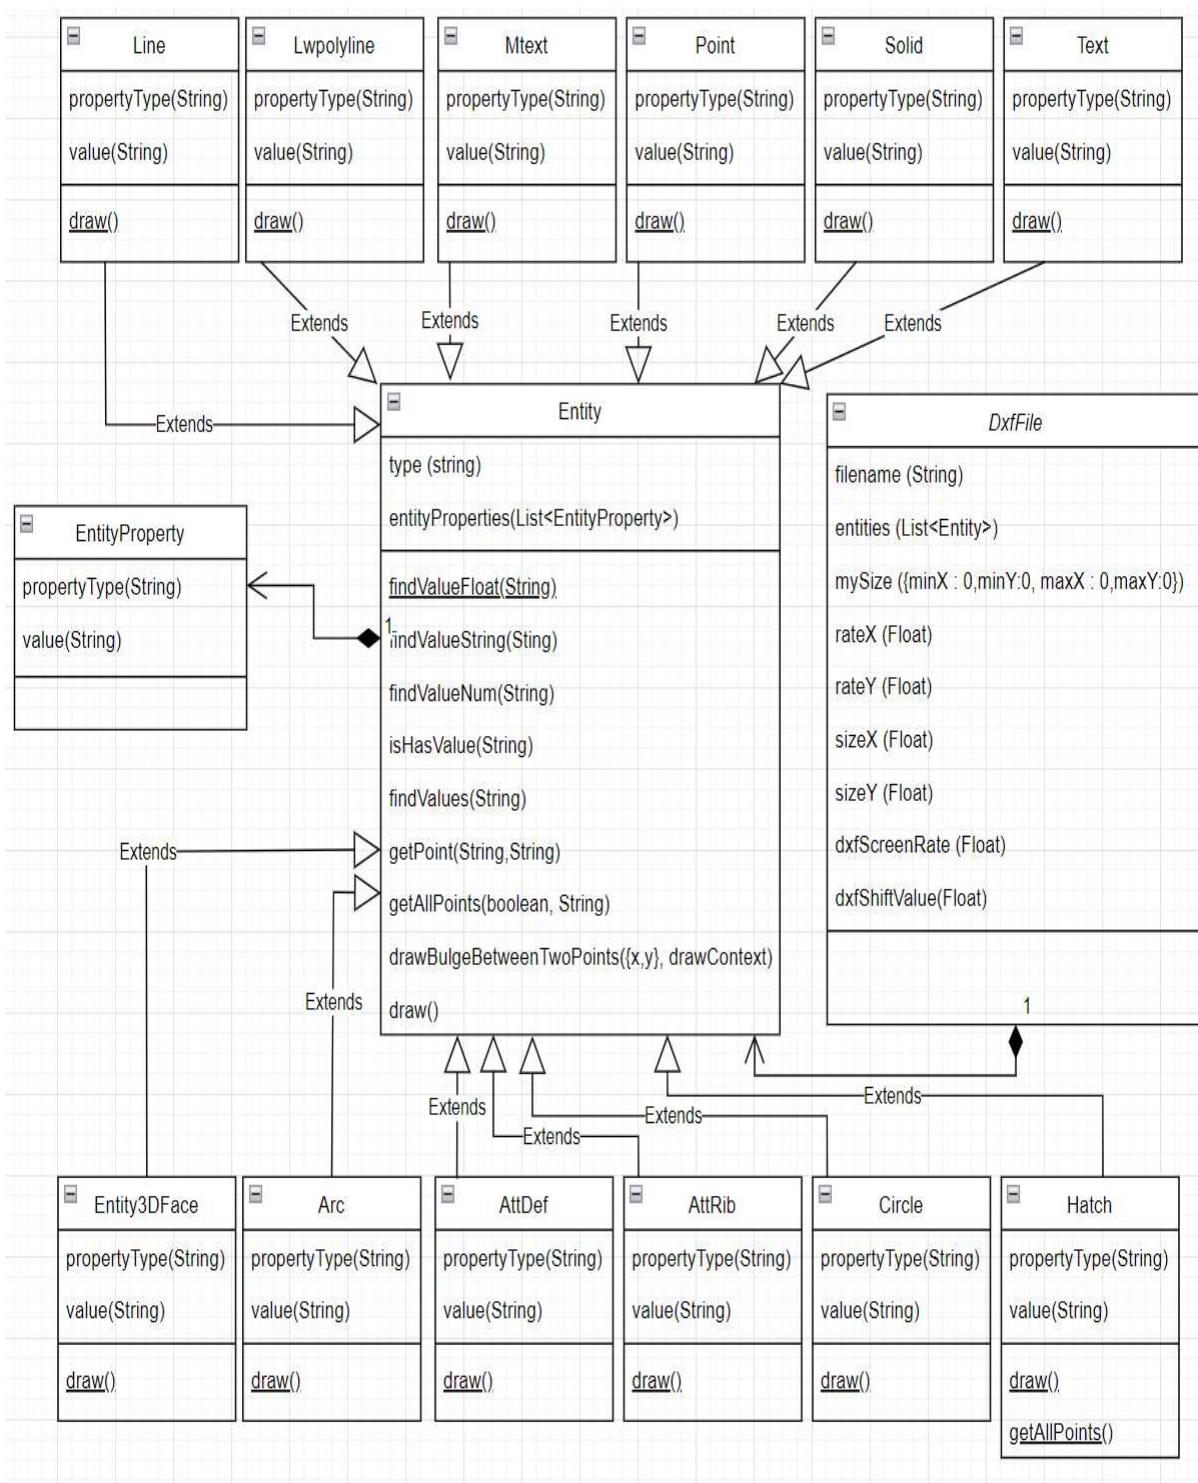 Line
propertyType(String)
value(String)
draw()
Lwpolyline
propertyType(String)
value(String)
draw()
Mtext
propertyType(String)
value(String)
draw()
Point
propertyType(String)
value(String)
draw()
Solid
propertyType(String)
value(String)
draw()
Text
propertyType(String)
value(String)
draw()
Extends
Extends
Extends
Extends
Extends
Extends
Entity
type (string)
entityProperties(List<EntityProperty>)
findValueFloat(String)
findValueString(Sting)
findValueNum(String)
isHasValue(String)
findValues(String)
getPoint(String,String)
getAllPoints(boolean, String)
drawBulgeBetweenTwoPoints({x,y}, drawContext)
draw()
DxfFile
filename (String)
entities (List<Entity>)
mySize ({minX : 0,minY:0, maxX : 0,maxY:0})
rateX (Float)
rateY (Float)
sizeX (Float)
sizeY (Float)
dxfScreenRate (Float)
dxfShiftValue(Float)
1
EntityProperty
propertyType(String)
value(String)
1
Extends
Extends
Extends
Extends
Extends
Extends
Entity3DFace
propertyType(String)
value(String)
draw()
Arc
propertyType(String)
value(String)
draw()
AttDef
propertyType(String)
value(String)
draw()
AttRib
propertyType(String)
value(String)
draw()
Circle
propertyType(String)
value(String)
draw()
Hatch
propertyType(String)
value(String)
draw()
getAllPoints()